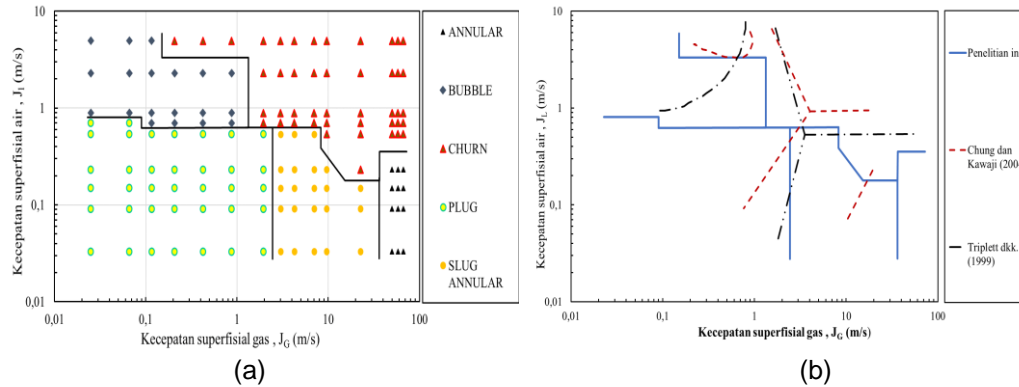 10
1
0,1
0,01
0,01 0,1 1 10 100
Kecepatan superfisial air , J_l (m/s)
Kecepatan superfisial gas , J_G (m/s)
ANNULAR
BUBBLE
CHURN
PLUG
SLUG
ANNULAR
(a)
10
1
0,1
0,01
0,01 0,1 1 10 100
Kecepatan superfisial air , J_L (m/s)
Kecepatan superfisial gas , J_G (m/s)
Penelitian in
Chung dan
Kawaji (200
Triplett dkk.
(1999)
(b)